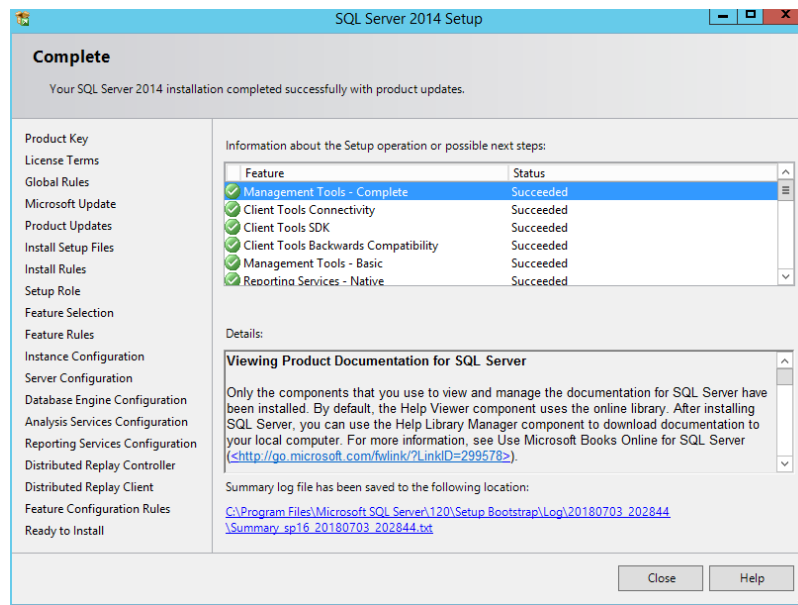 SQL Server 2014 Setup
Complete
Your SQL Server 2014 installation completed successfully with product updates.
Product Key
License Terms
Global Rules
Microsoft Update
Product Updates
Install Setup Files
Install Rules
Setup Role
Feature Selection
Feature Rules
Instance Configuration
Server Configuration
Database Engine Configuration
Analysis Services Configuration
Reporting Services Configuration
Distributed Replay Controller
Distributed Replay Client
Feature Configuration Rules
Ready to Install
Information about the Setup operation or possible next steps:
Feature Status
Management Tools - Complete Succeeded
Client Tools Connectivity Succeeded
Client Tools SDK Succeeded
Client Tools Backwards Compatibility Succeeded
Management Tools - Basic Succeeded
Reporting Services - Native Succeeded
Details:
Viewing Product Documentation for SQL Server
Only the components that you use to view and manage the documentation for SQL Server have
been installed. By default, the Help Viewer component uses the online library. After installing
SQL Server, you can use the Help Library Manager component to download documentation to
your local computer. For more information, see Use Microsoft Books Online for SQL Server
(<http://go.microsoft.com/fwlink/?LinkID=299578>).
Summary log file has been saved to the following location:
C:\Program Files\Microsoft SQL Server\120\Setup Bootstrap\Log\20180703_202844
\Summary_sp16_20180703_202844.txt
Close Help